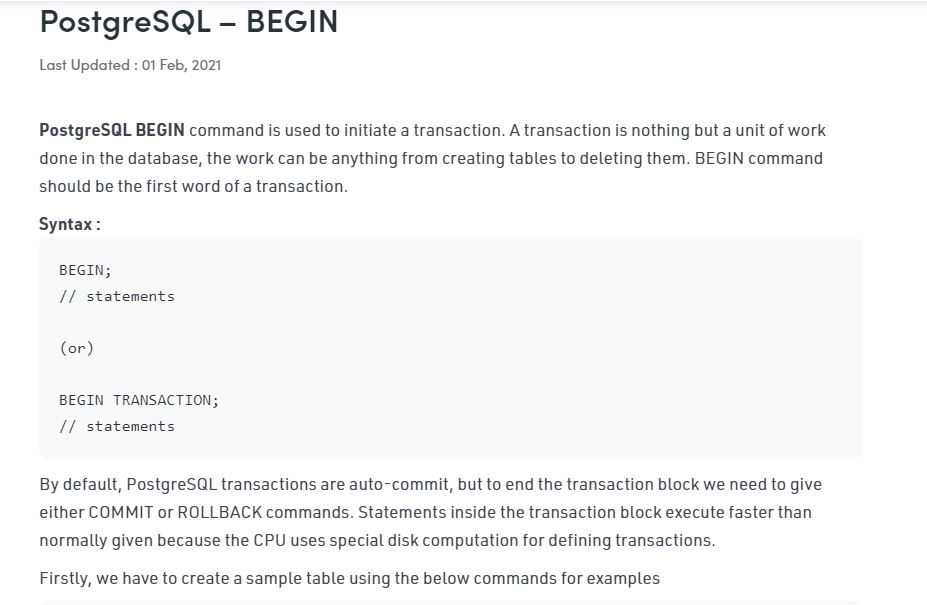 PostgreSQL – BEGIN
Last Updated : 01 Feb, 2021
PostgreSQL BEGIN command is used to initiate a transaction. A transaction is nothing but a unit of work
done in the database, the work can be anything from creating tables to deleting them. BEGIN command
should be the first word of a transaction.
Syntax :
BEGIN;
// statements
(or)
BEGIN TRANSACTION;
// statements
By default, PostgreSQL transactions are auto-commit, but to end the transaction block we need to give
either COMMIT or ROLLBACK commands. Statements inside the transaction block execute faster than
normally given because the CPU uses special disk computation for defining transactions.
Firstly, we have to create a sample table using the below commands for examples